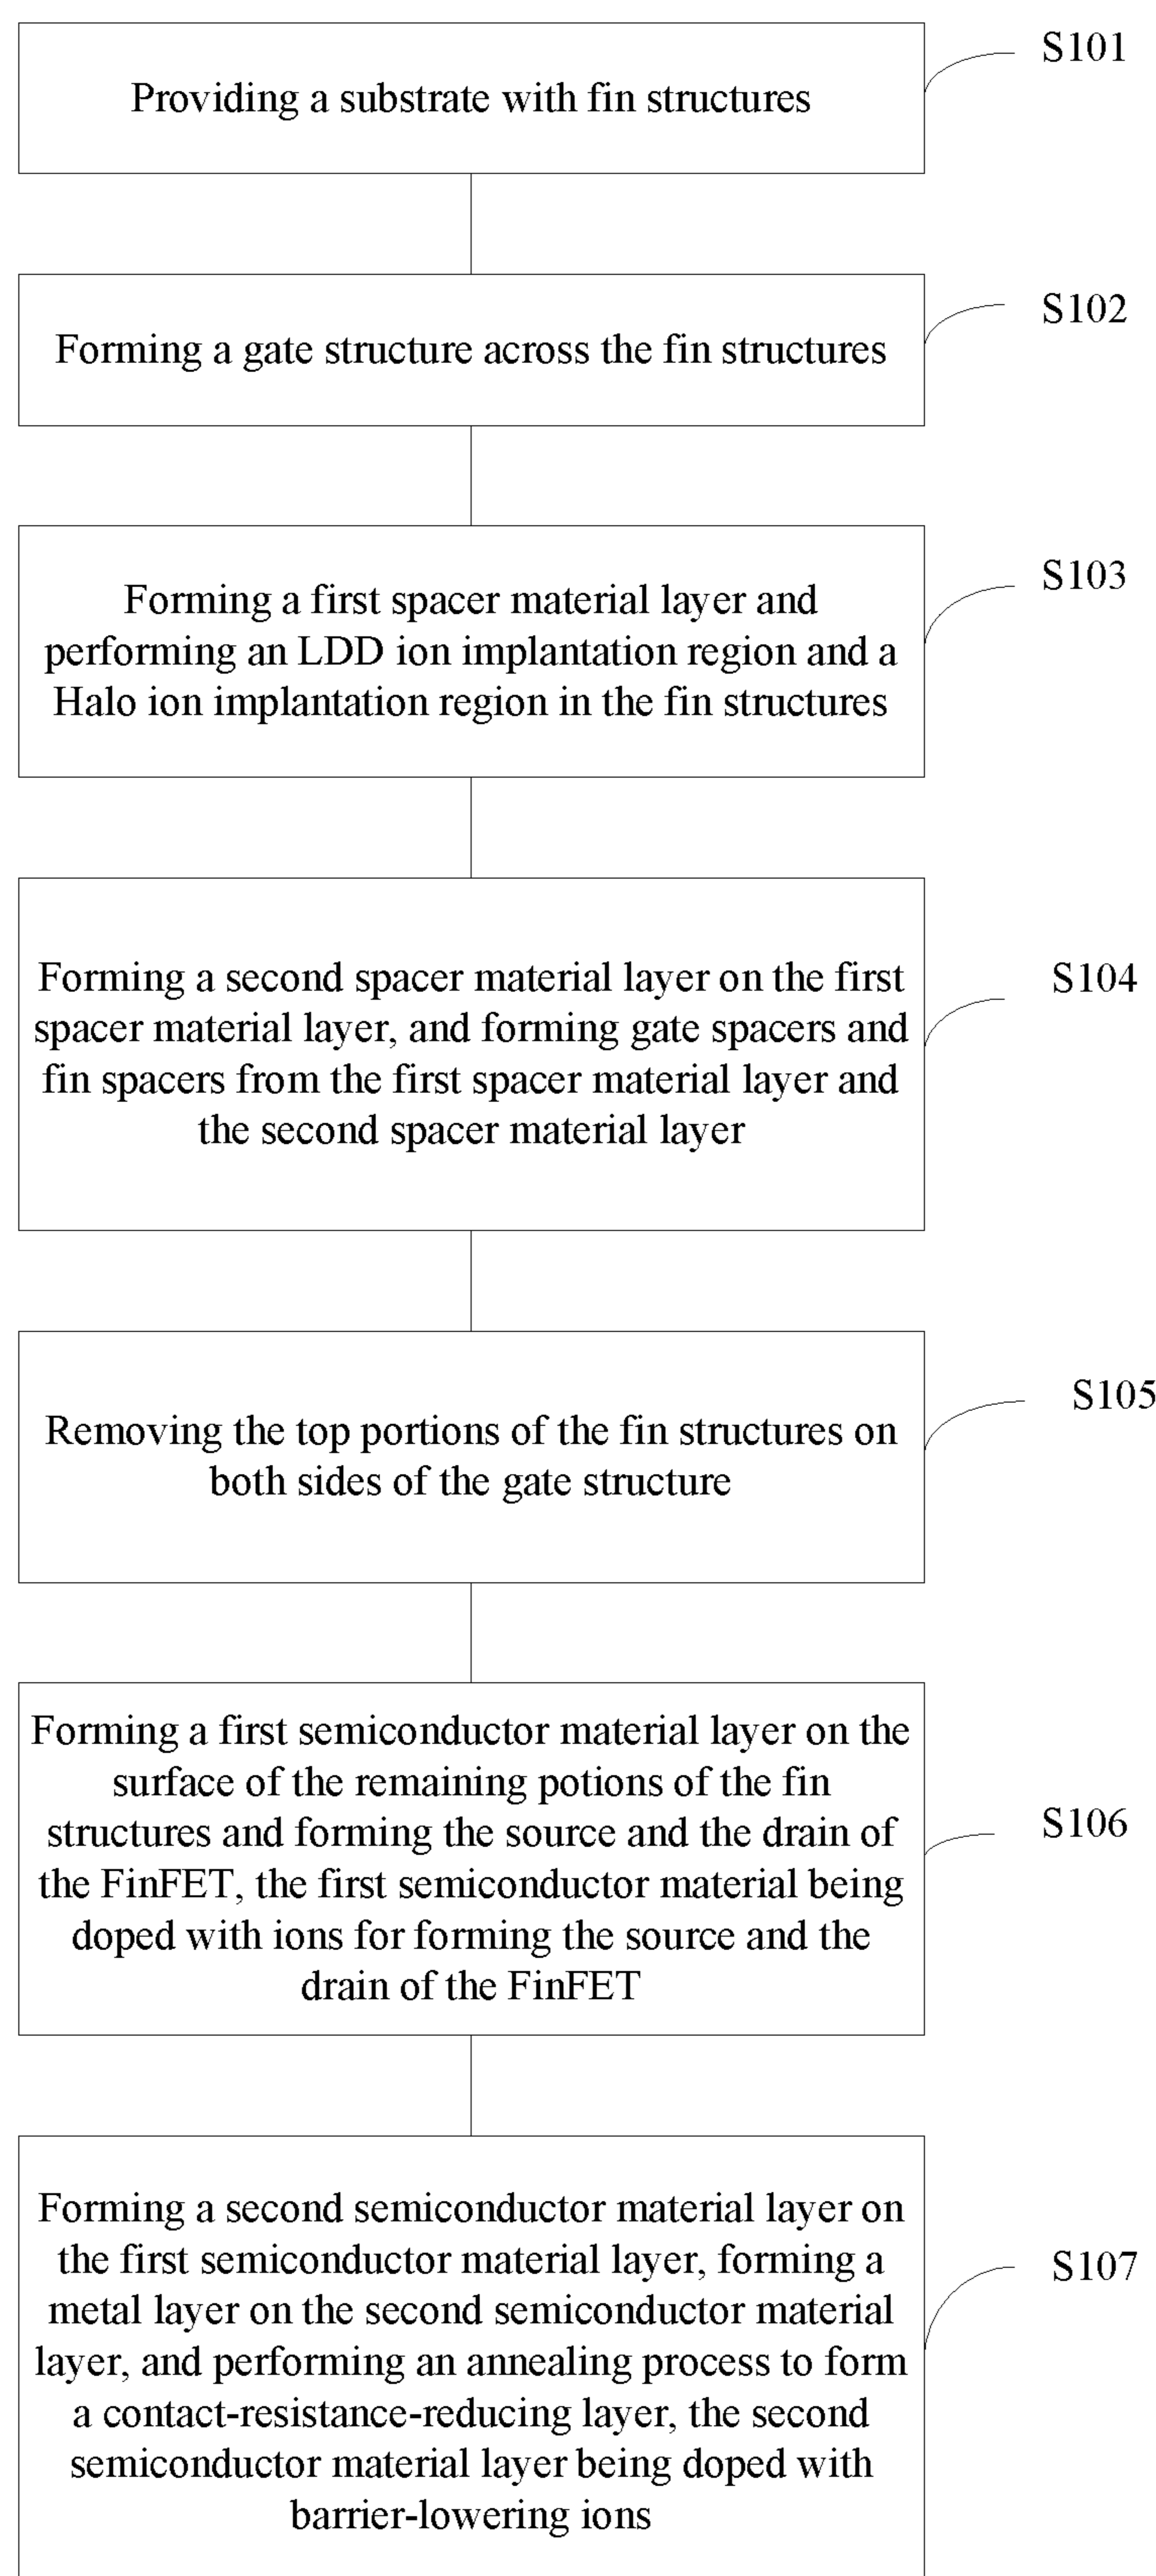 Providing a substrate with fin structures
S101
Forming a gate structure across the fin structures
S102
Forming a first spacer material layer and
performing an LDD ion implantation region and a
Halo ion implantation region in the fin structures
S103
Forming a second spacer material layer on the first
spacer material layer, and forming gate spacers and
fin spacers from the first spacer material layer and
the second spacer material layer
S104
Removing the top portions of the fin structures on
both sides of the gate structure
S105
Forming a first semiconductor material layer on the
surface of the remaining potions of the fin
structures and forming the source and the drain of
the FinFET, the first semiconductor material being
doped with ions for forming the source and the
drain of the FinFET
S106
Forming a second semiconductor material layer on
the first semiconductor material layer, forming a
metal layer on the second semiconductor material
layer, and performing an annealing process to form
a contact-resistance-reducing layer, the second
semiconductor material layer being doped with
barrier-lowering ions
S107